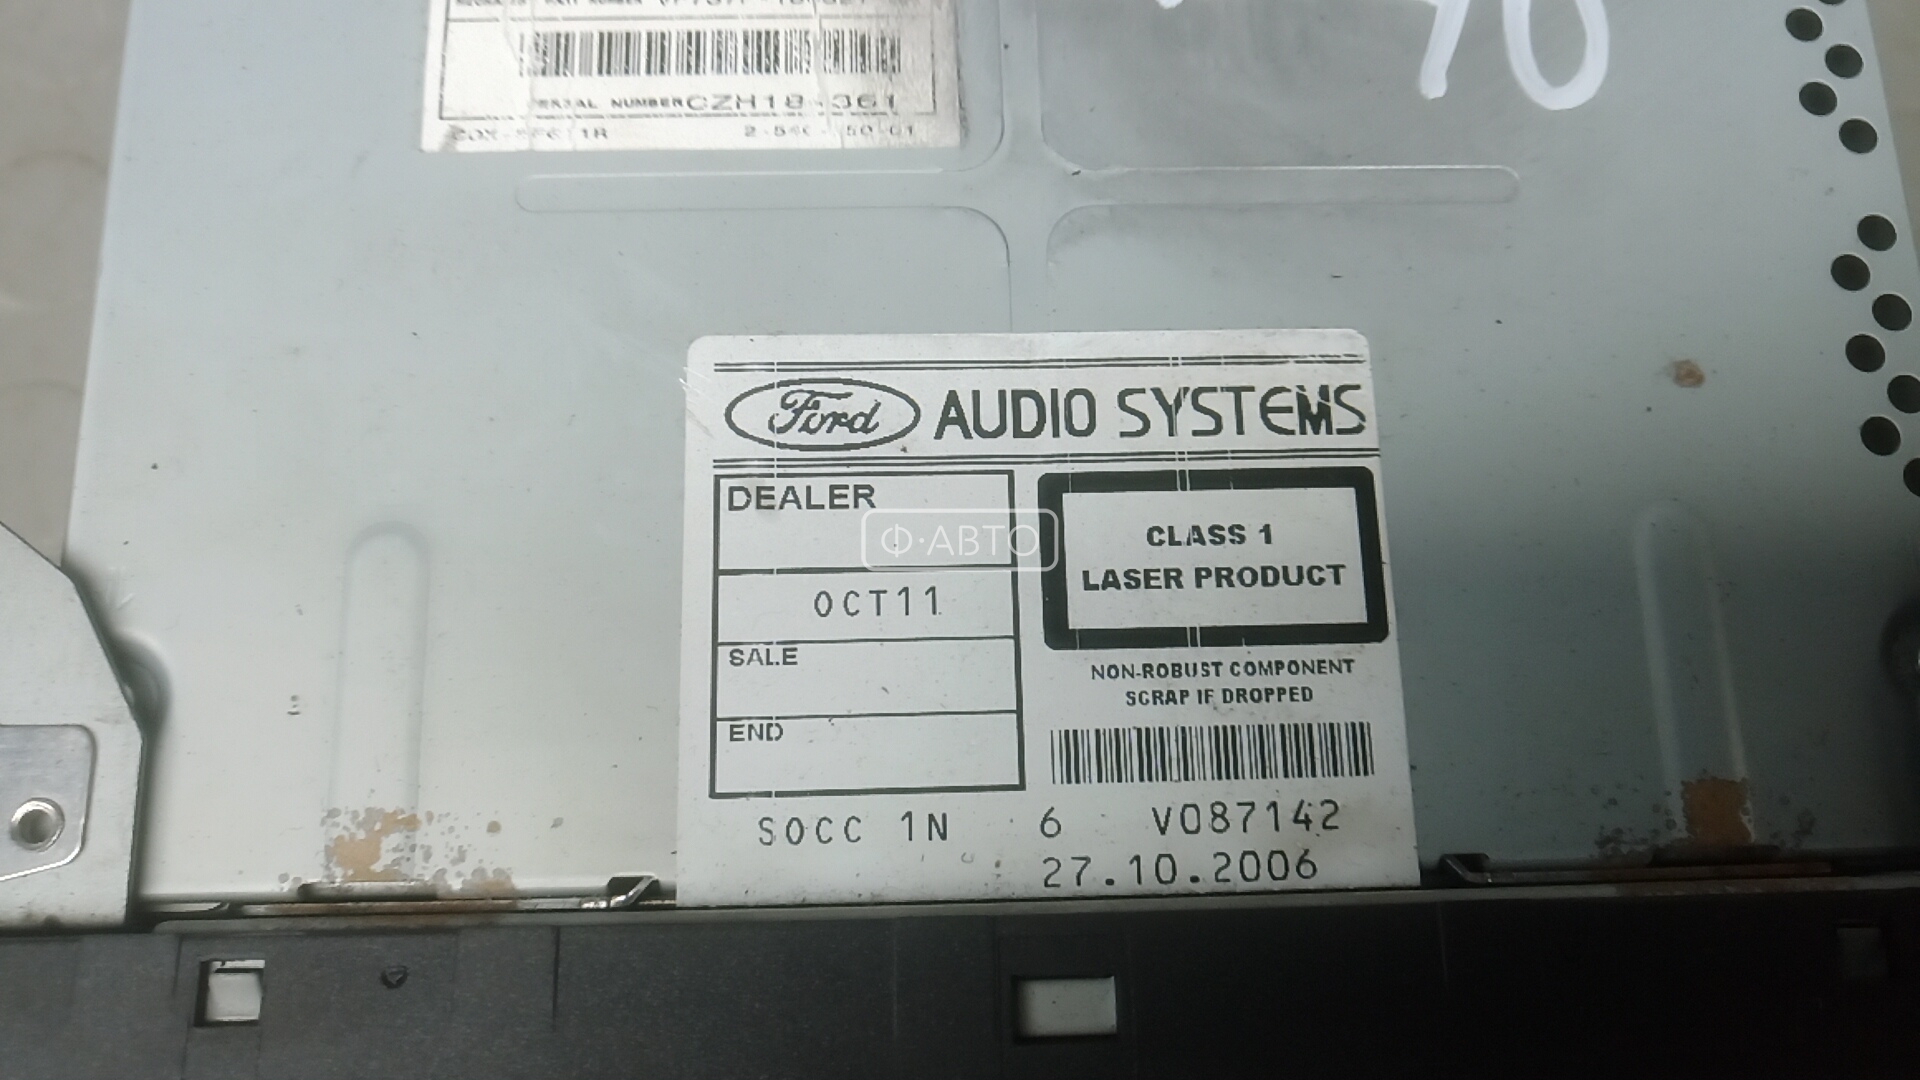 NUMBER CZH18-361
Ford AUDIO SYSTEMS
DEALER
OCT11
SALE
END
CLASS 1
LASER PRODUCT
NON-ROBUST COMPONENT
SCRAP IF DROPPED
SOCC 1N 6 V087142
27.10.2006
Ф·АВТО